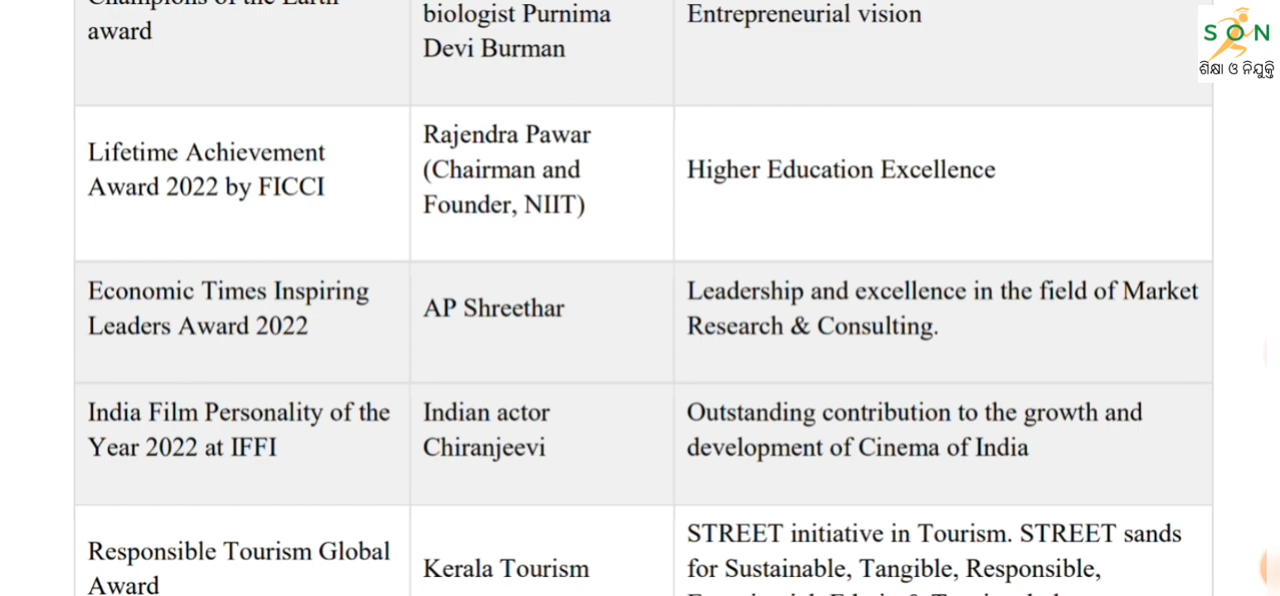 Champions of the Earth
award
biologist Purnima
Devi Burman
Entrepreneurial vision
SON
ଶିକ୍ଷା ଓ ନିଯୁକ୍ତି
Lifetime Achievement
Award 2022 by FICCI
Rajendra Pawar
(Chairman and
Founder, NIIT)
Higher Education Excellence
Economic Times Inspiring
Leaders Award 2022
AP Shreethar
Leadership and excellence in the field of Market
Research & Consulting.
India Film Personality of the
Year 2022 at IFFI
Indian actor
Chiranjeevi
Outstanding contribution to the growth and
development of Cinema of India
Responsible Tourism Global
Award
Kerala Tourism
STREET initiative in Tourism. STREET sands
for Sustainable, Tangible, Responsible,